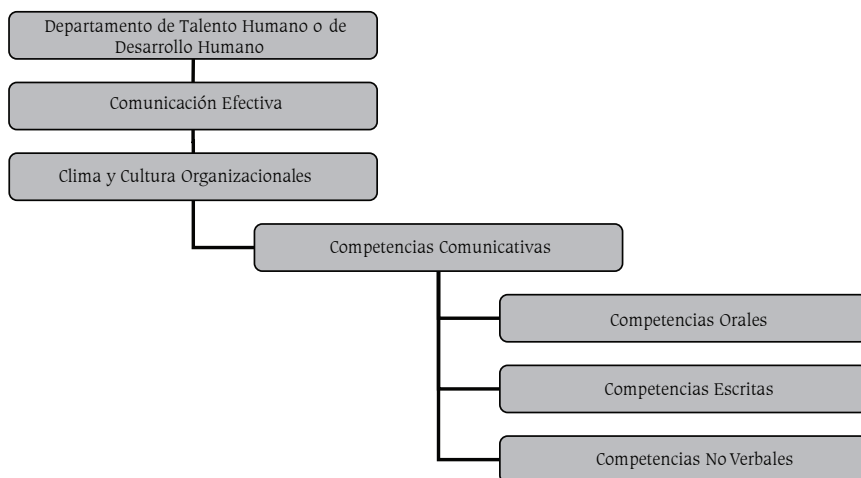 Departamento de Talento Humano o de
Desarrollo Humano
Comunicación Efectiva
Clima y Cultura Organizacionales
Competencias Comunicativas
Competencias Orales
Competencias Escritas
Competencias No Verbales